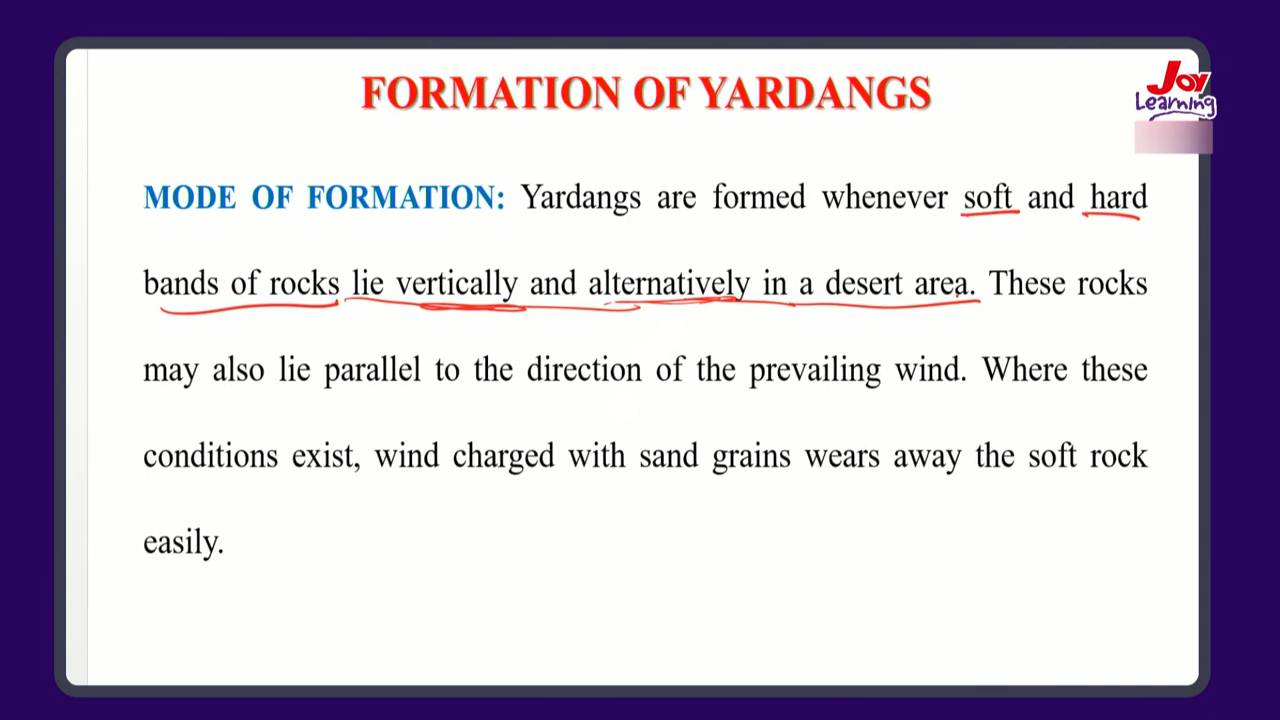 FORMATION OF YARDANGS
Joy
Learning
MODE OF FORMATION: Yardangs are formed whenever soft and hard
bands of rocks lie vertically and alternatively in a desert area. These rocks
may also lie parallel to the direction of the prevailing wind. Where these
conditions exist, wind charged with sand grains wears away the soft rock
easily.